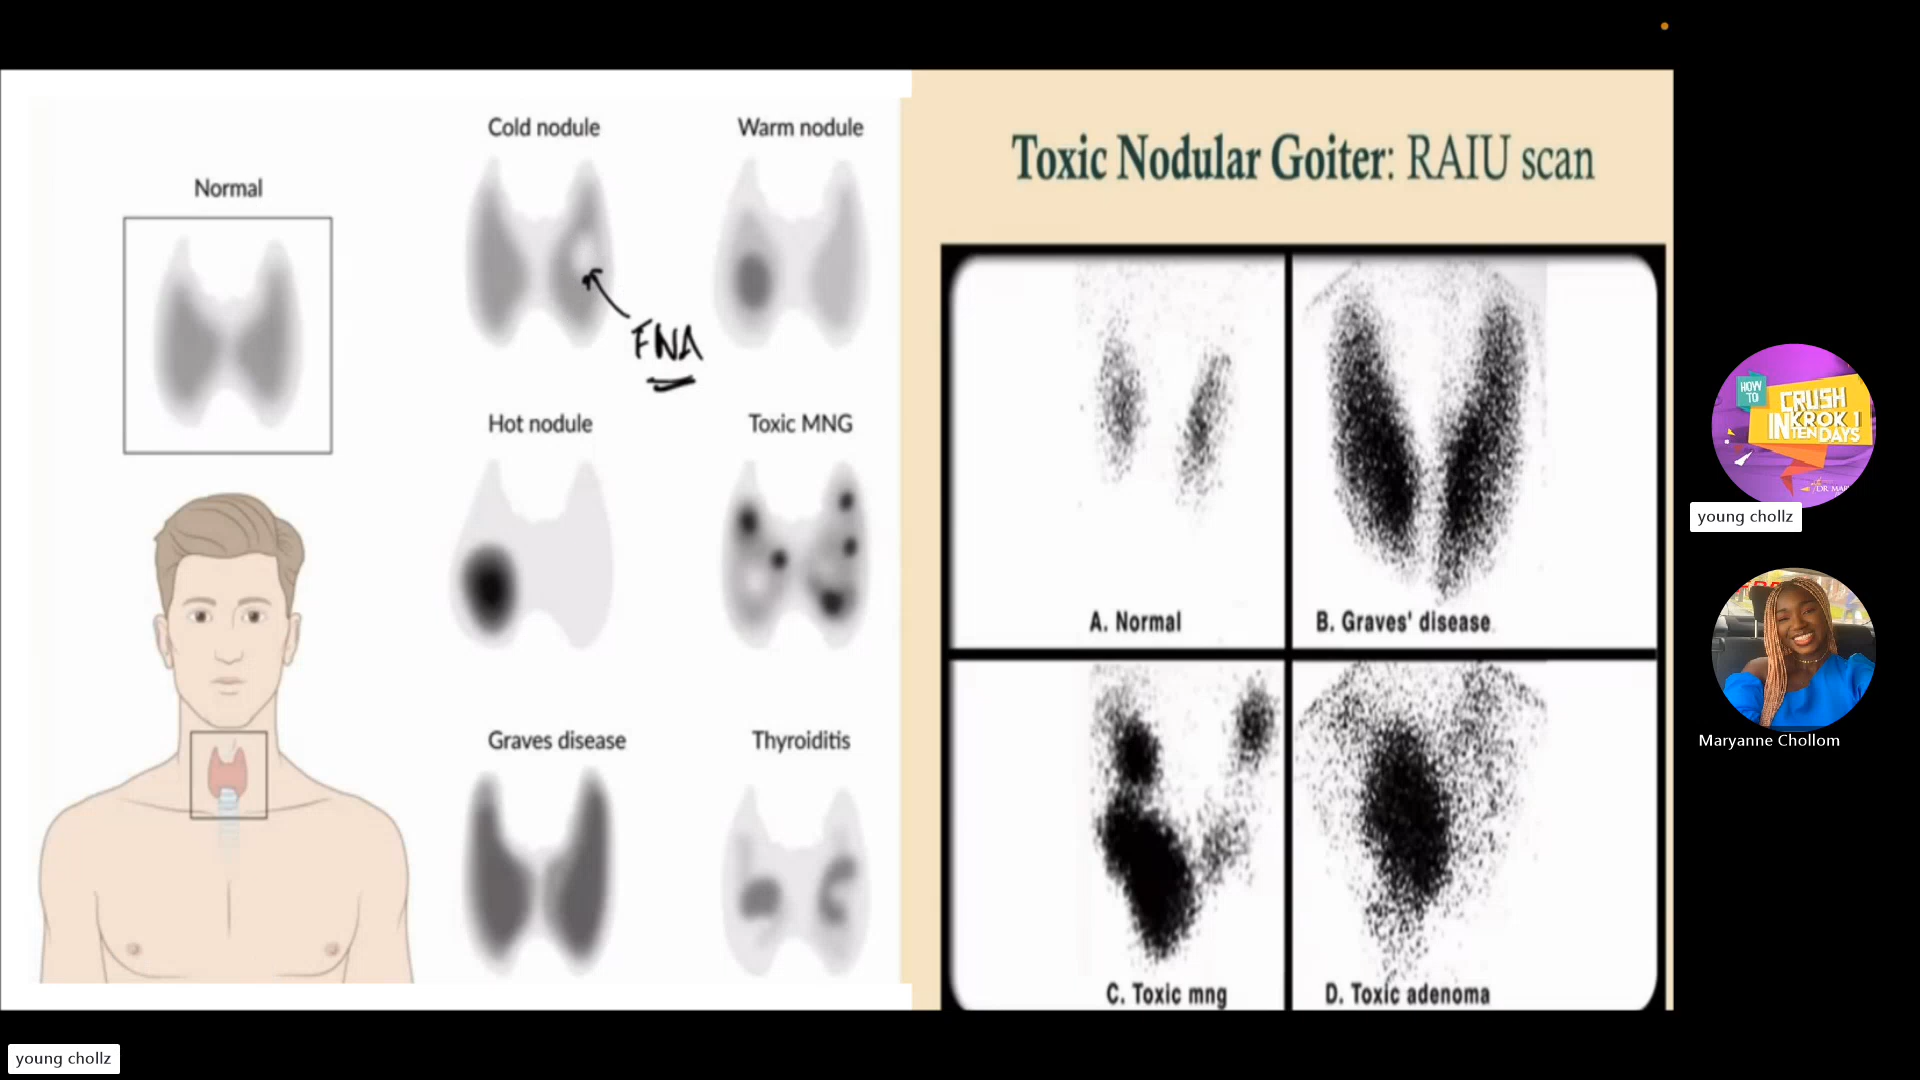 Cold nodule
Warm nodule
Normal
FNA
Hot nodule
Toxic MNG
Graves disease
Thyroiditis
Toxic Nodular Goiter: RAIU scan
A. Normal
B. Graves' disease
C. Toxic mng
D. Toxic adenoma
HOW TO
CRUSH
KROK 1
IN TEN DAYS
young chollz
Maryanne Chollom
young chollz